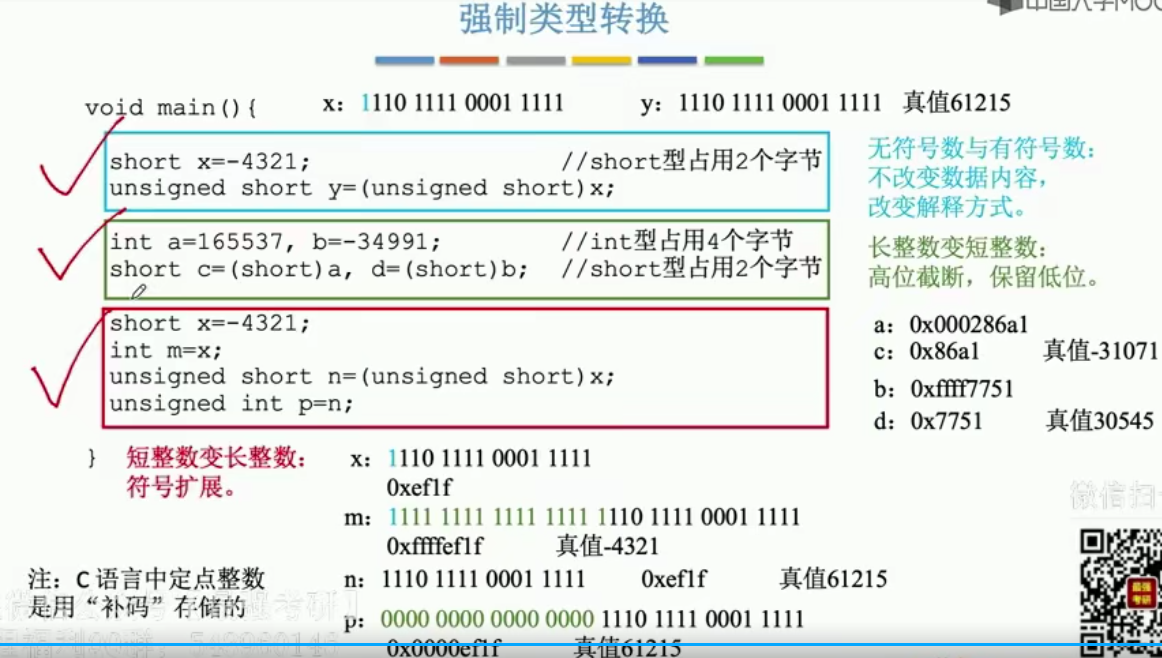 强制类型转换
void main(){
x: 1110 1111 0001 1111
y: 1110 1111 0001 1111 真值61215
short x=-4321; //short型占用2个字节
unsigned short y=(unsigned short)x;
无符号数与有符号数:
不改变数据内容,
改变解释方式。
int a=165537, b=-34991; //int型占用4个字节
short c=(short)a, d=(short)b; //short型占用2个字节
长整数变短整数:
高位截断, 保留低位。
short x=-4321;
int m=x;
unsigned short n=(unsigned short)x;
unsigned int p=n;
a: 0x000286a1
c: 0x86a1 真值-31071
b: 0xffff7751
d: 0x7751 真值30545
}
短整数变长整数:
符号扩展。
x: 1110 1111 0001 1111
0xef1f
m: 1111 1111 1111 1111 1110 1111 0001 1111
0xffffef1f 真值-4321
n: 1110 1111 0001 1111 0xef1f 真值61215
p: 0000 0000 0000 0000 1110 1111 0001 1111
0x0000ef1f 真值61215
注: C语言中定点整数
是用“补码”存储的
微信扫